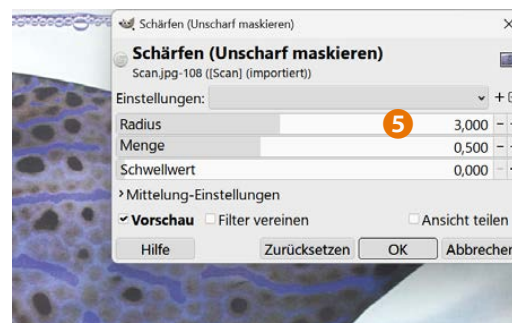 Schärfen (Unscharf maskieren)
Schärfen (Unscharf maskieren)
Scan.jpg-108 ([Scan] (importiert))
Einstellungen:
Radius 5 3,000
Menge 0,500
Schwellwert 0,000
Mittelung-Einstellungen
Vorschau Filter vereinen Ansicht teilen
Hilfe Zurücksetzen OK Abbrechen